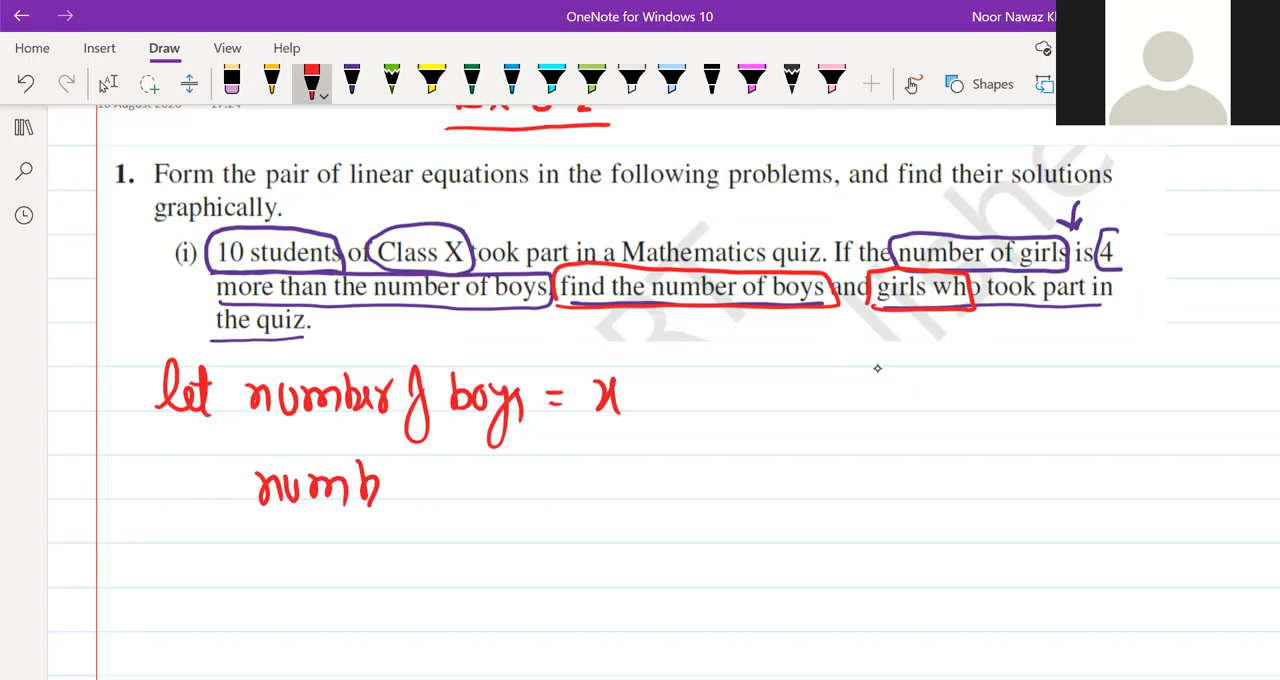 OneNote for Windows 10
Noor Nawaz
Home Insert Draw View Help
Shapes
17:24
1. Form the pair of linear equations in the following problems, and find their solutions
graphically.
(i) 10 students of Class X took part in a Mathematics quiz. If the number of girls is 4
more than the number of boys, find the number of boys and girls who took part in
the quiz.
let number of boys = x
numb